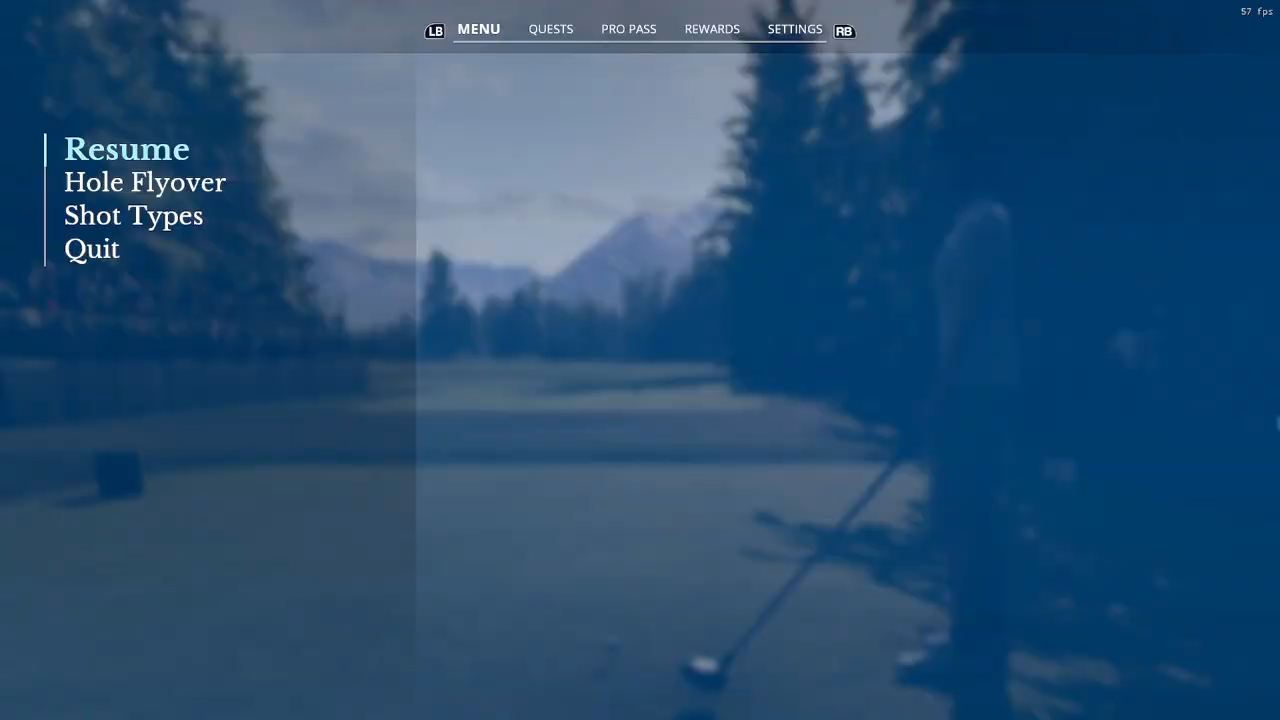 57 fps
LB MENU QUESTS PRO PASS REWARDS SETTINGS RB
Resume
Hole Flyover
Shot Types
Quit